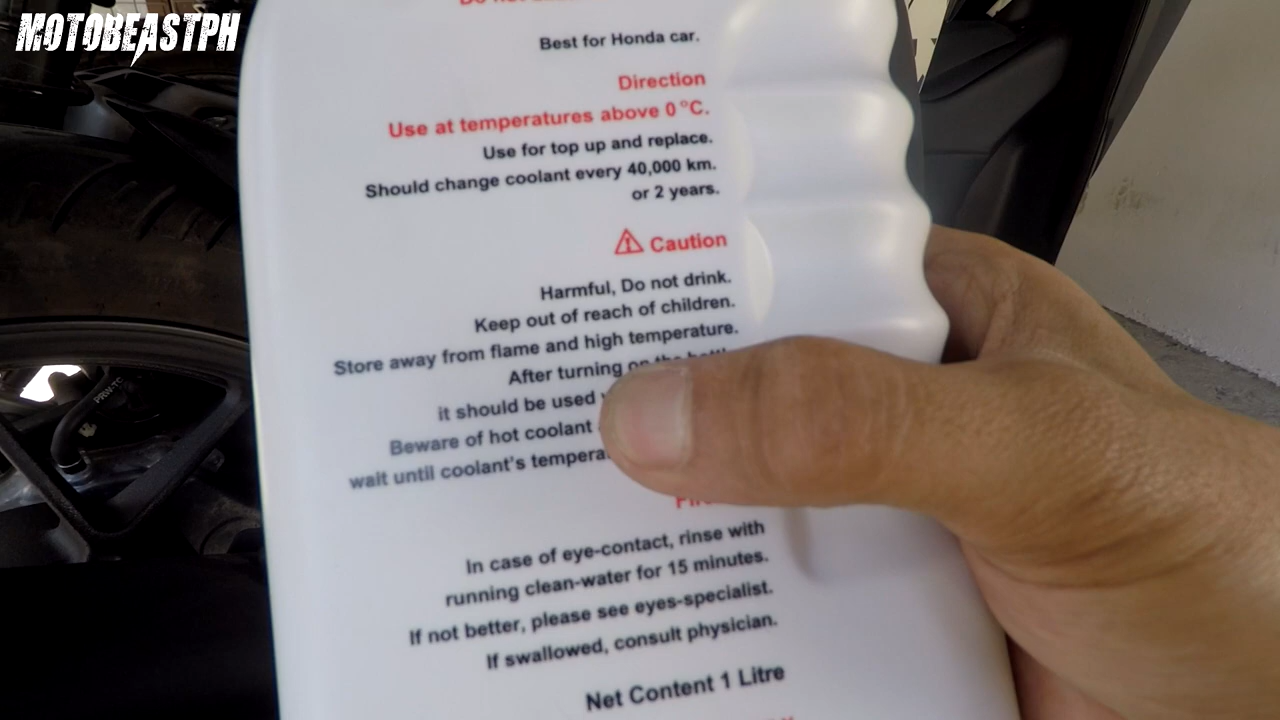 MOTOBEASTPH
Best for Honda car.
Direction
Use at temperatures above 0 °C.
Use for top up and replace.
Should change coolant every 40,000 km.
or 2 years.
Caution
Harmful, Do not drink.
Keep out of reach of children.
Store away from flame and high temperature.
After turning on the
it should be used
Beware of hot coolant
wait until coolant's
In case of eye-contact, rinse with
running clean-water for 15 minutes.
If not better, please see eyes-specialist.
If swallowed, consult physician.
Net Content 1 Litre